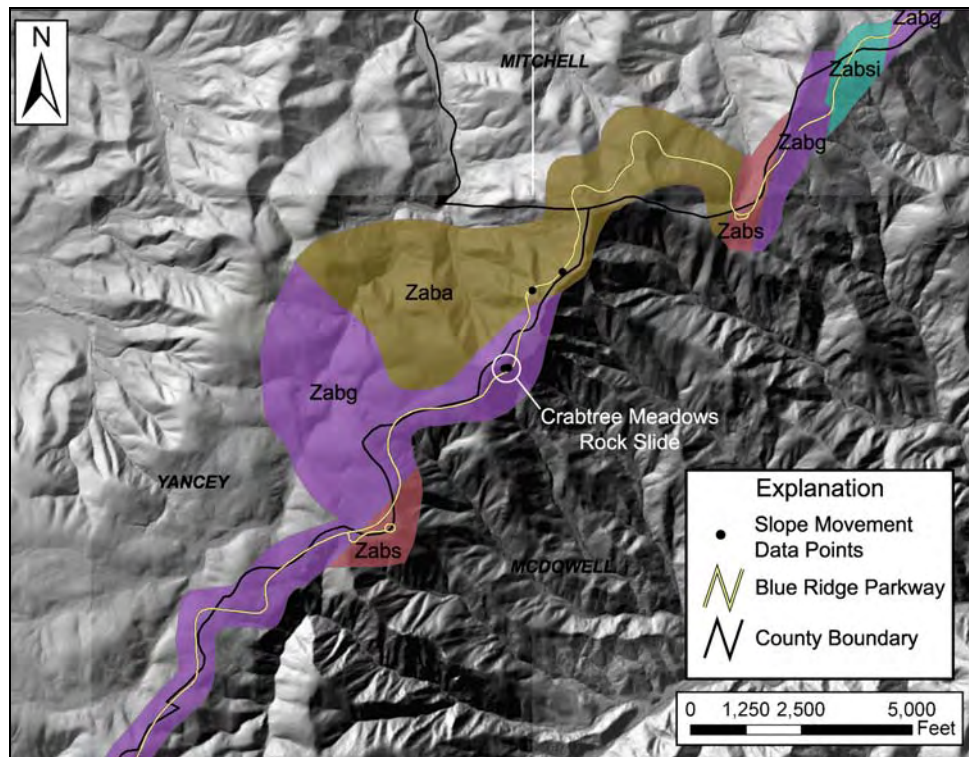 N
MITCHELL
Zabg
Zabsi
Zabg
Zabs
Zaba
Zabg
Crabtree Meadows
Rock Slide
YANCEY
Zabs
MCDOWELL
Explanation
Slope Movement
Data Points
Blue Ridge Parkway
County Boundary
0 1,250 2,500 5,000
Feet